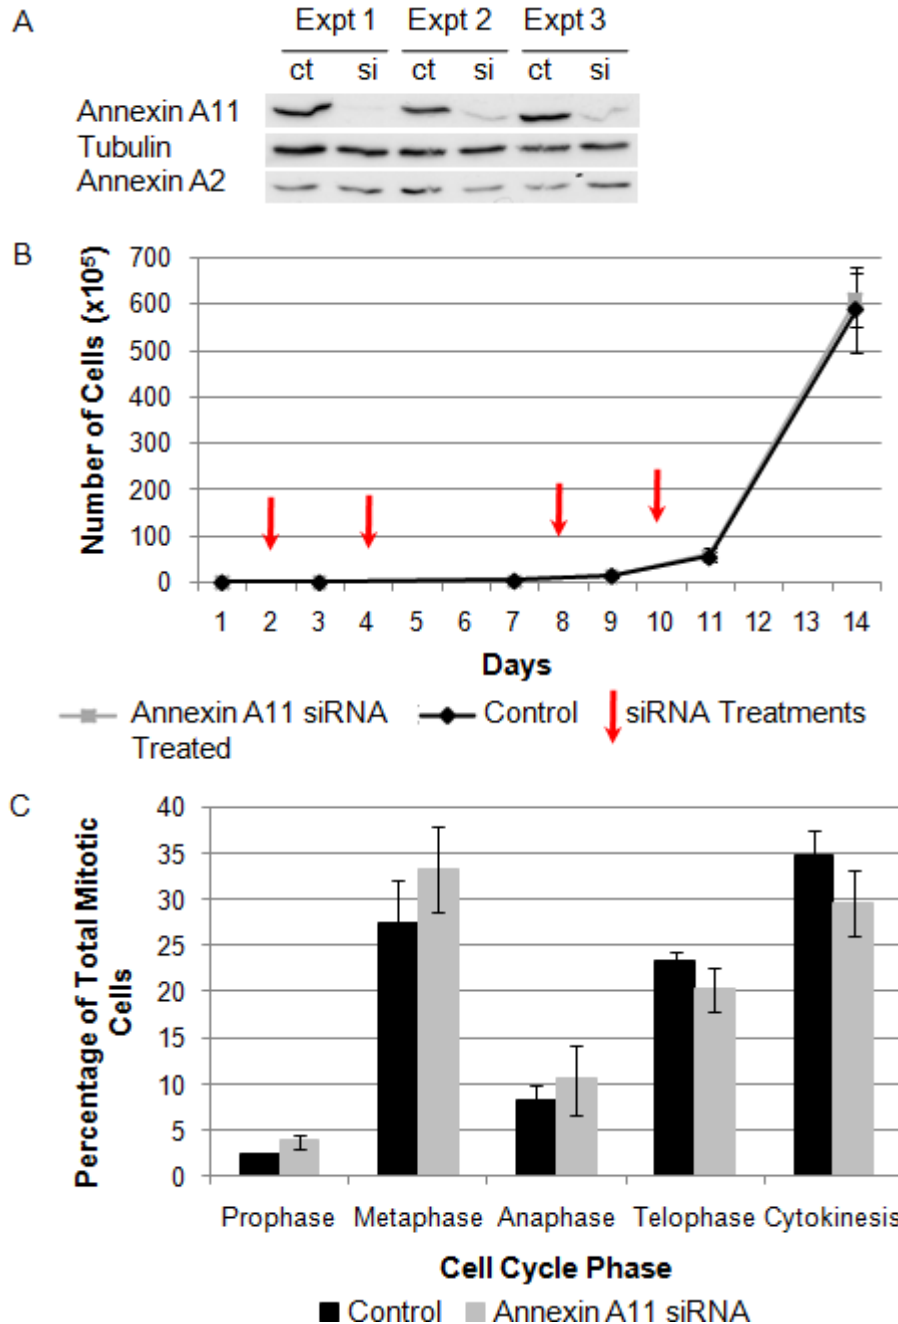 A
Expt 1 Expt 2 Expt 3
ct si ct si ct si
Annexin A11
Tubulin
Annexin A2
B
Number of Cells (x10⁵)
700
600
500
400
300
200
100
0
1 2 3 4 5 6 7 8 9 10 11 12 13 14
Days
Annexin A11 siRNA Treated
Control
siRNA Treatments
C
Percentage of Total Mitotic Cells
40
35
30
25
20
15
10
5
0
Prophase Metaphase Anaphase Telophase Cytokinesis
Cell Cycle Phase
Control Annexin A11 siRNA